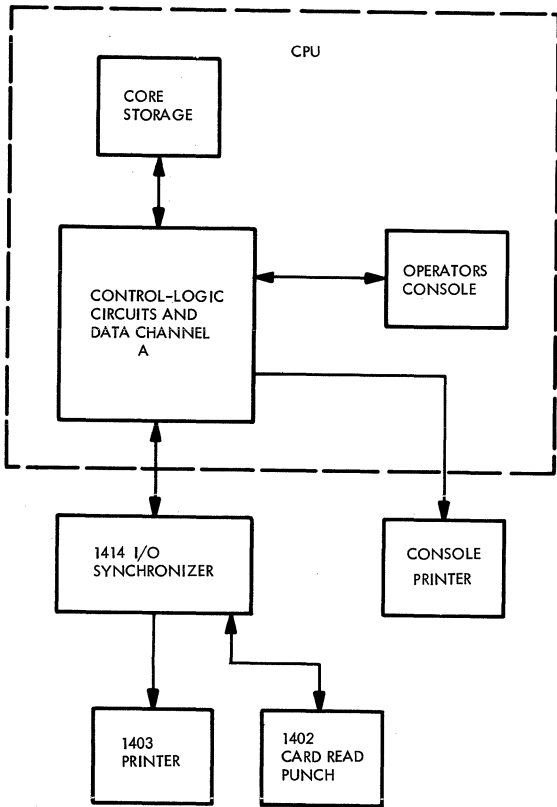 CPU
CORE
STORAGE
CONTROL-LOGIC
CIRCUITS AND
DATA CHANNEL
A
OPERATORS
CONSOLE
1414 I/O
SYNCHRONIZER
CONSOLE
PRINTER
1403
PRINTER
1402
CARD READ
PUNCH